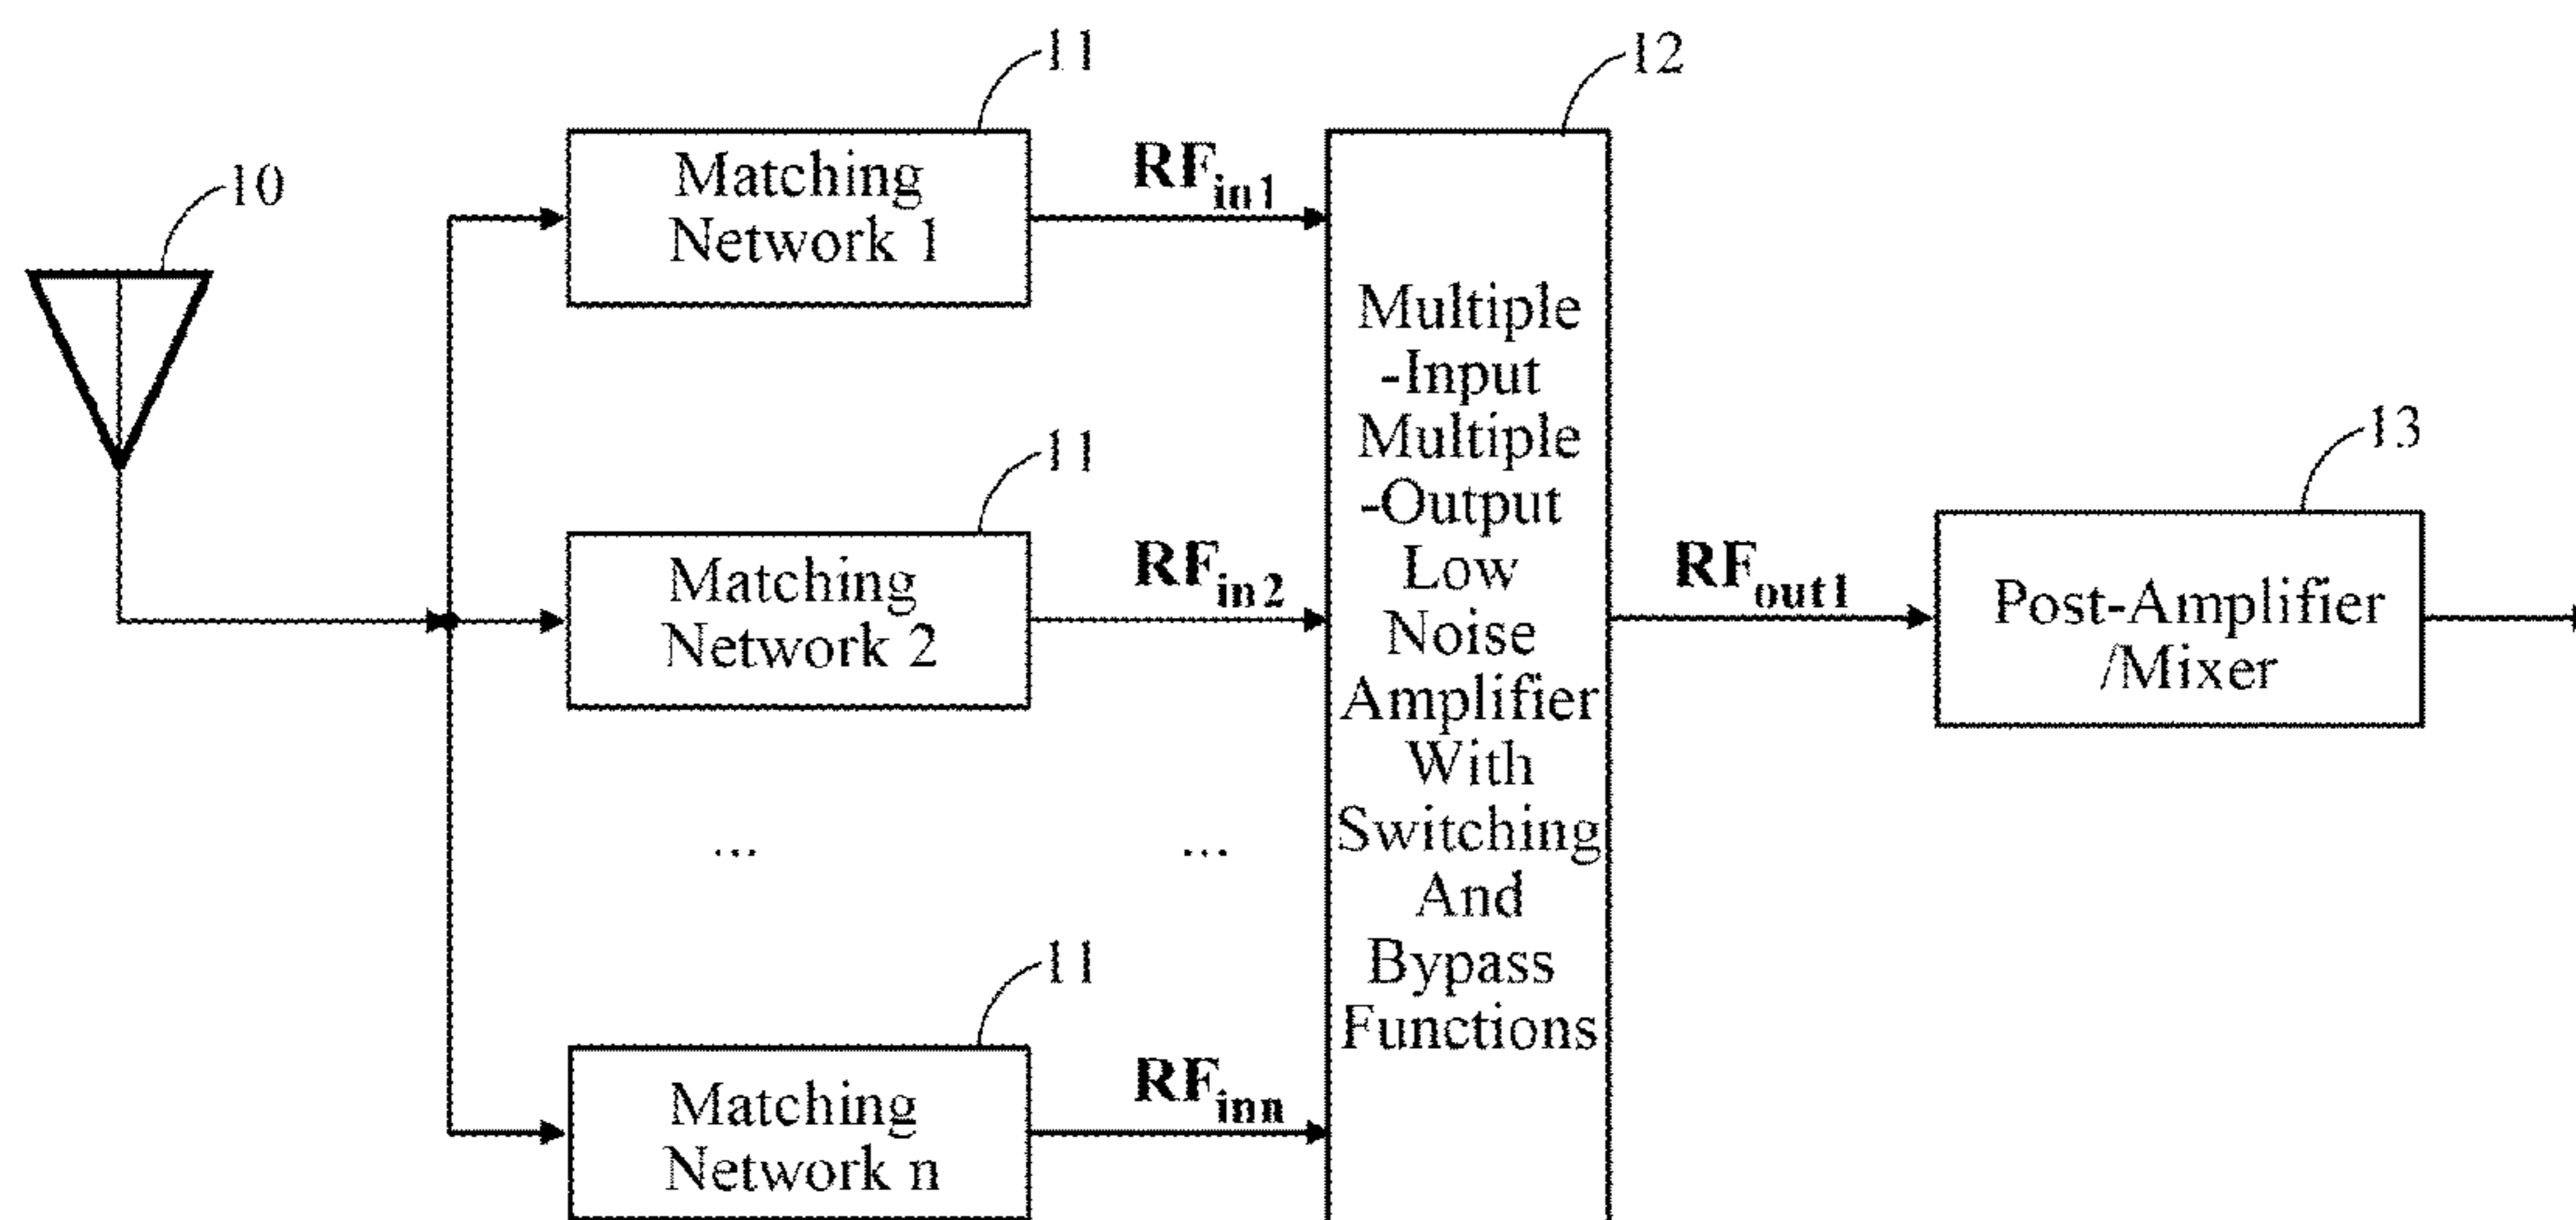 11
12
10
Matching
Network 1
RFin1
Multiple
-Input
Multiple
-Output
Low
Noise
Amplifier
With
Switching
And
Bypass
Functions
11
Matching
Network 2
RFin2
RFout1
13
Post-Amplifier
/Mixer
...
...
11
Matching
Network n
RFinn